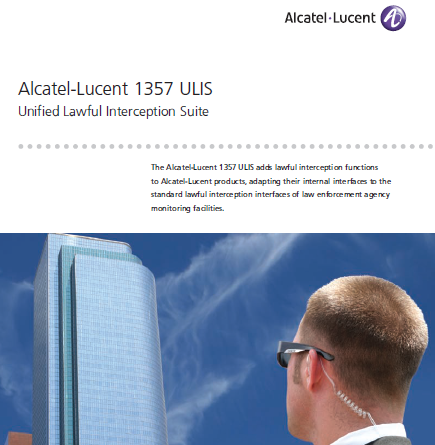 Alcatel·Lucent
Alcatel-Lucent 1357 ULIS
Unified Lawful Interception Suite
The Alcatel-Lucent 1357 ULIS adds lawful interception functions
to Alcatel-Lucent products, adapting their internal interfaces to the
standard lawful interception interfaces of law enforcement agency
monitoring facilities.